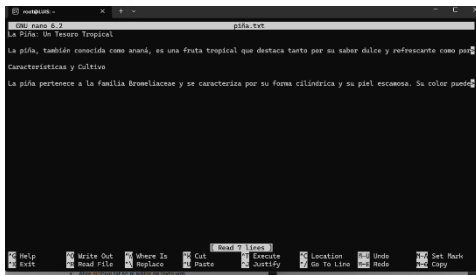 root@LUIS: ~
GNU nano 6.2 piña.txt
La Piña: Un Tesoro Tropical
La piña, también conocida como ananá, es una fruta tropical que destaca tanto por su sabor dulce y refrescante como por>
Características y Cultivo
La piña pertenece a la familia Bromeliaceae y se caracteriza por su forma cilíndrica y su piel escamosa. Su color puede>
[ Read 7 lines ]
^G Help ^O Write Out ^W Where Is ^K Cut ^T Execute ^C Location M-U Undo M-A Set Mark
^X Exit ^R Read File ^\ Replace ^U Paste ^J Justify ^/ Go To Line M-E Redo M-6 Copy